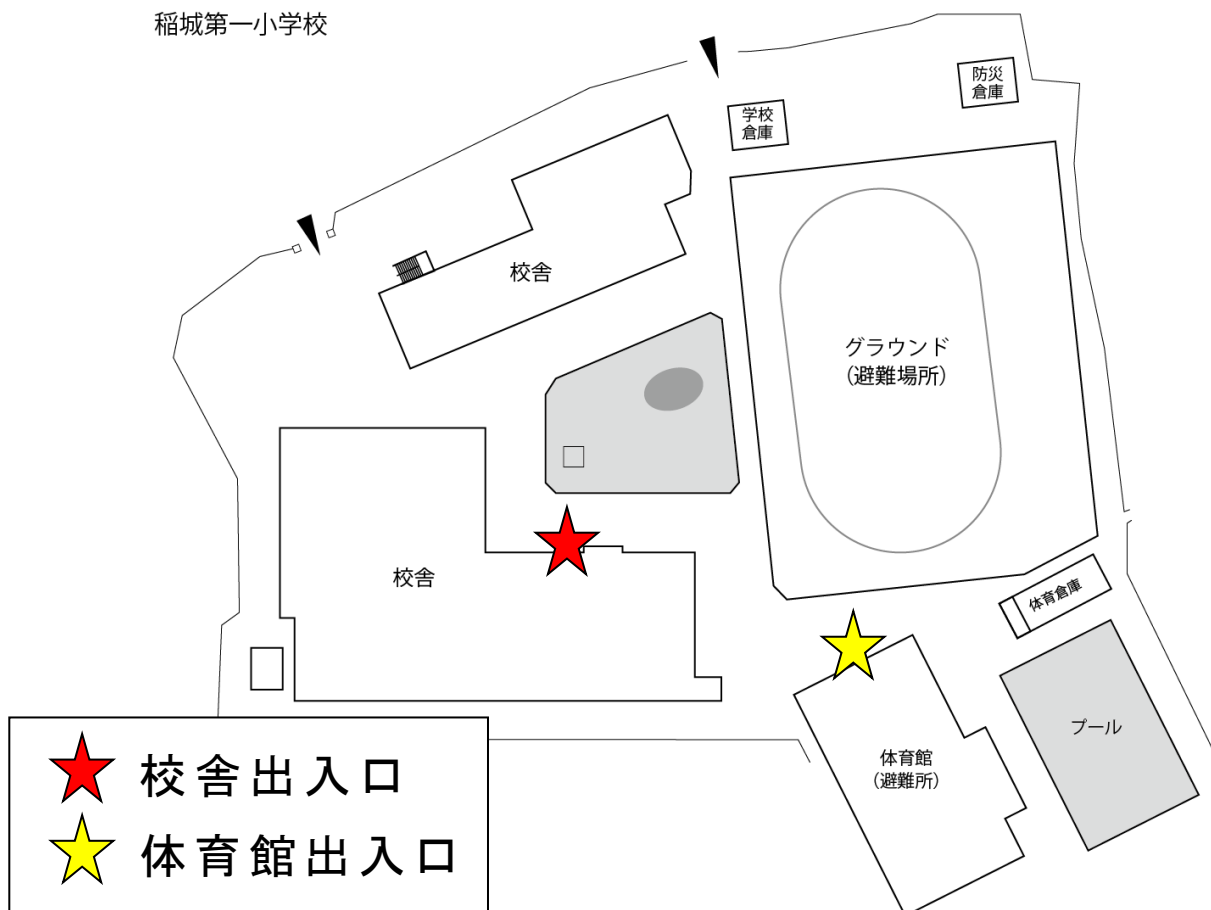 稲城第一小学校
防災
倉庫
学校
倉庫
校舎
グラウンド
（避難場所）
校舎
体育倉庫
プール
体育館
（避難所）
校舎出入口
体育館出入口